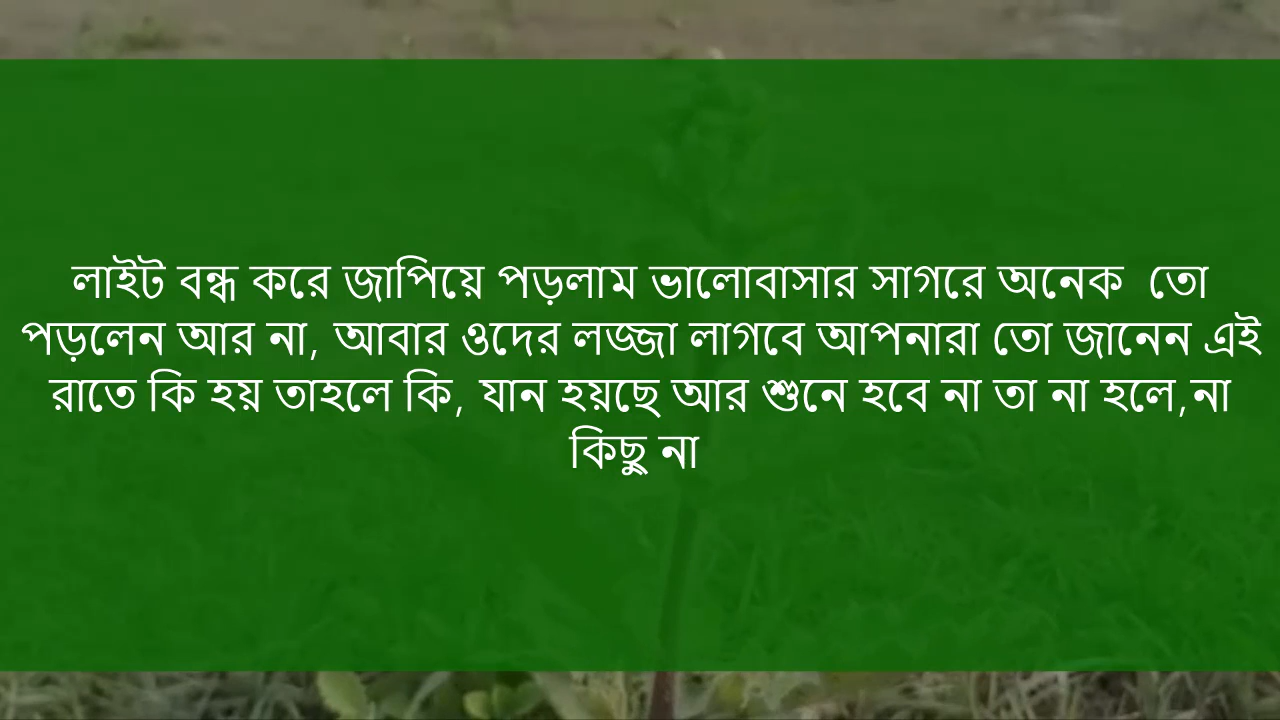 লাইট বন্ধ করে জাপিয়ে পড়লাম ভালোবাসার সাগরে অনেক তো
পড়লেন আর না, আবার ওদের লজ্জা লাগবে আপনারা তো জানেন এই
রাতে কি হয় তাহলে কি, যান হয়ছে আর শুনে হবে না তা না হলে,না
কিছু্ না